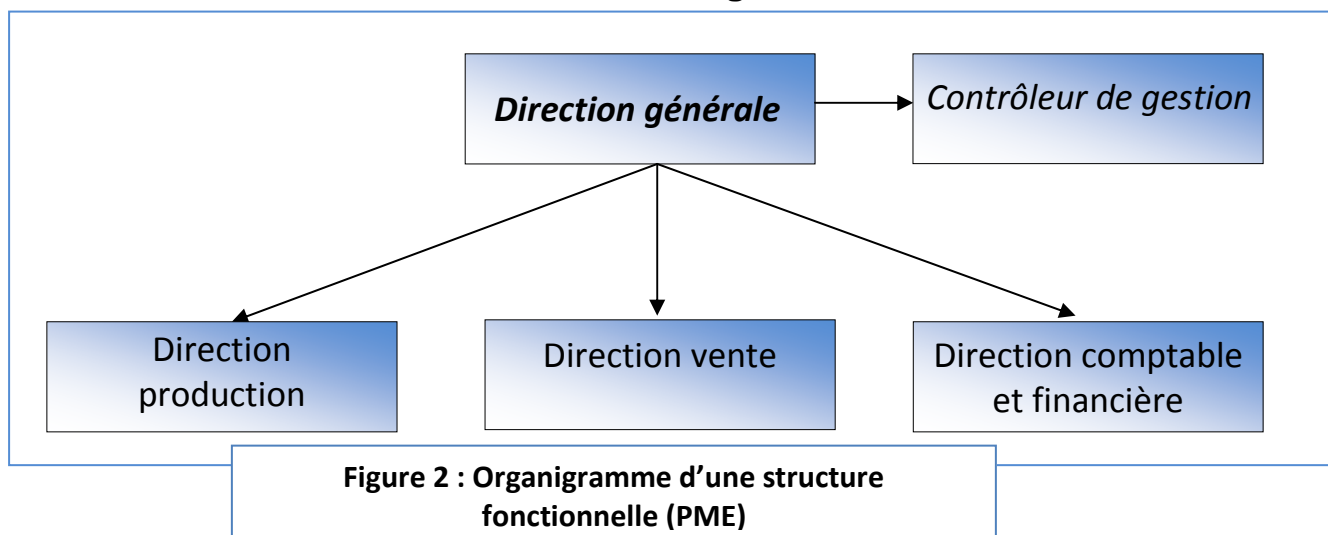 Direction générale
Contrôleur de gestion
Direction
production
Direction vente
Direction comptable
et financière
Figure 2 : Organigramme d’une structure
fonctionnelle (PME)